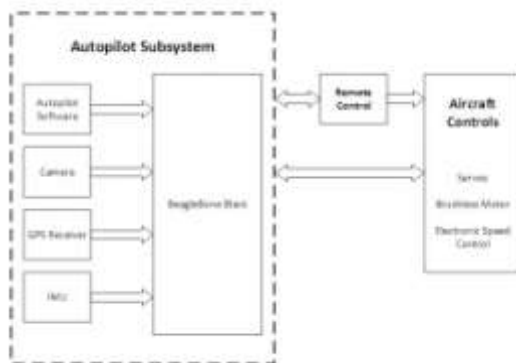 Autopilot Subsystem
Autopilot
Software
Camera
GPS Receiver
IMU
BeagleBone Black
Remote
Control
Aircraft
Controls
Servos
Brushless Motor
Electronic Speed
Control